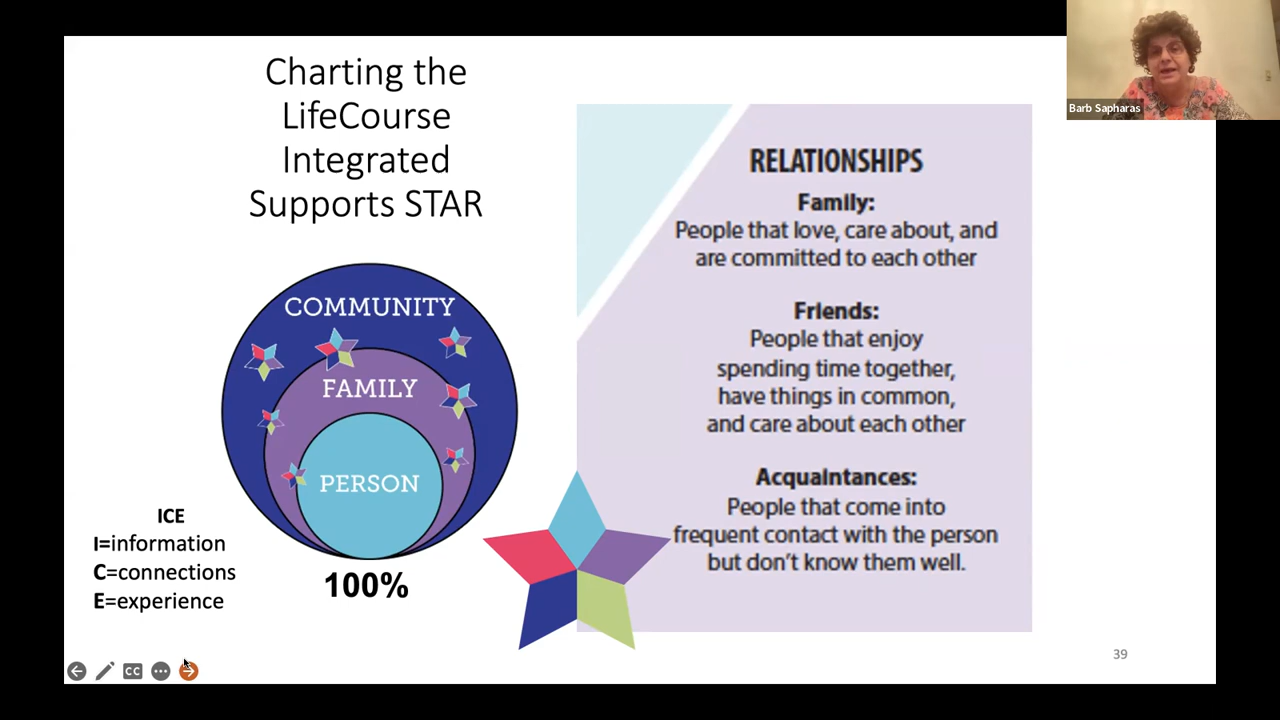 Charting the
LifeCourse
Integrated
Supports STAR
COMMUNITY
FAMILY
PERSON
100%
ICE
I=information
C=connections
E=experience
RELATIONSHIPS
Family:
People that love, care about, and
are committed to each other
Friends:
People that enjoy
spending time together,
have things in common,
and care about each other
Acquaintances:
People that come into
frequent contact with the person
but don't know them well.
39
CC
Barb Sapharas